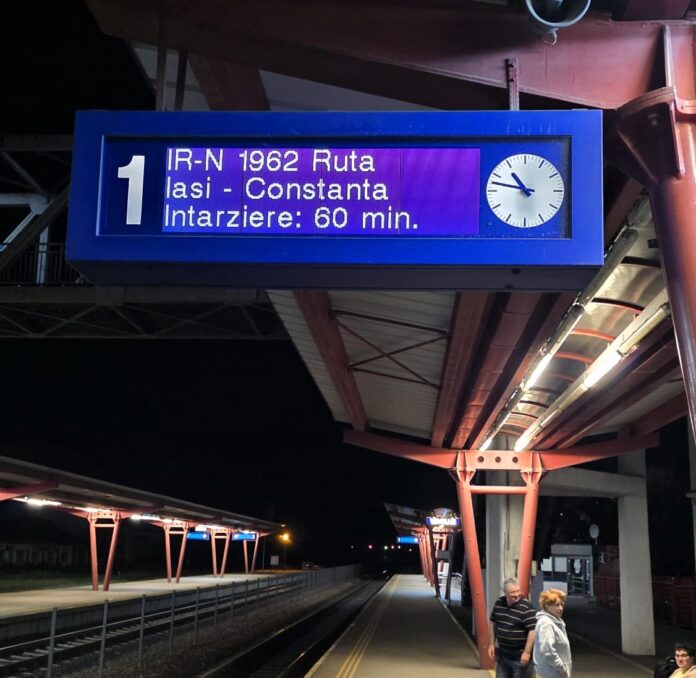 1
IR-N 1962 Ruta
Iasi - Constanta
Intarziere: 60 min.